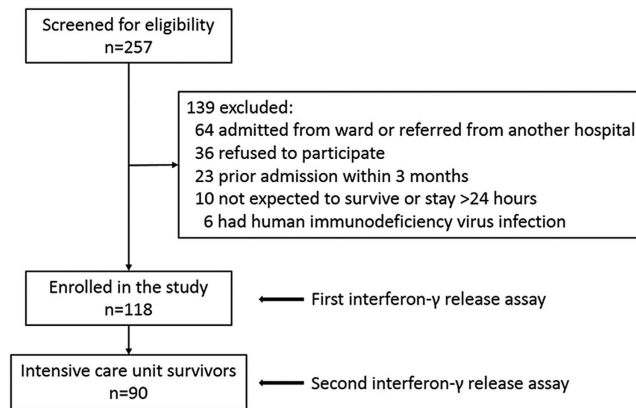 Screened for eligibility
n=257
139 excluded:
64 admitted from ward or referred from another hospital
36 refused to participate
23 prior admission within 3 months
10 not expected to survive or stay >24 hours
6 had human immunodeficiency virus infection
Enrolled in the study
n=118
First interferon-γ release assay
Intensive care unit survivors
n=90
Second interferon-γ release assay